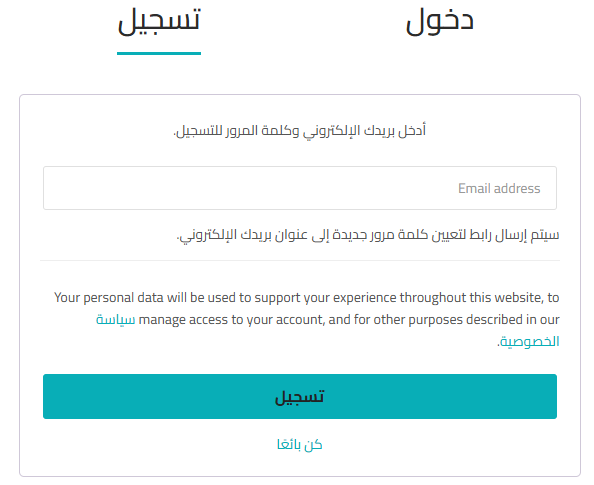 دخول
تسجيل
أدخل بريدك الإلكتروني وكلمة المرور للتسجيل.
Email address
سيتم إرسال رابط لتعيين كلمة مرور جديدة إلى عنوان بريدك الإلكتروني.
Your personal data will be used to support your experience throughout this website, to
manage access to your account, and for other purposes described in our سياسة
الخصوصية.
تسجيل
كن بائعًا